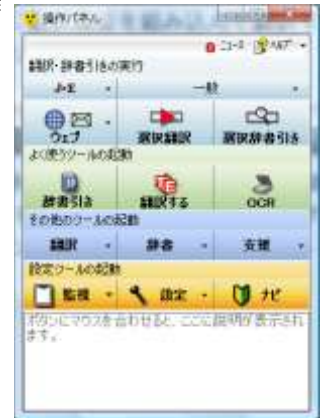 操作パネル
ニュース ヘルプ
翻訳・辞書引きの実行
J→E 一般
ウェブ 選択翻訳 選択辞書引き
よく使うツールの起動
辞書引き 翻訳する OCR
その他のツールの起動
翻訳 辞書 支援
設定ツールの起動
監視 設定 ナビ
ボタンにマウスを合わせると、ここに説明が表示され
ます。